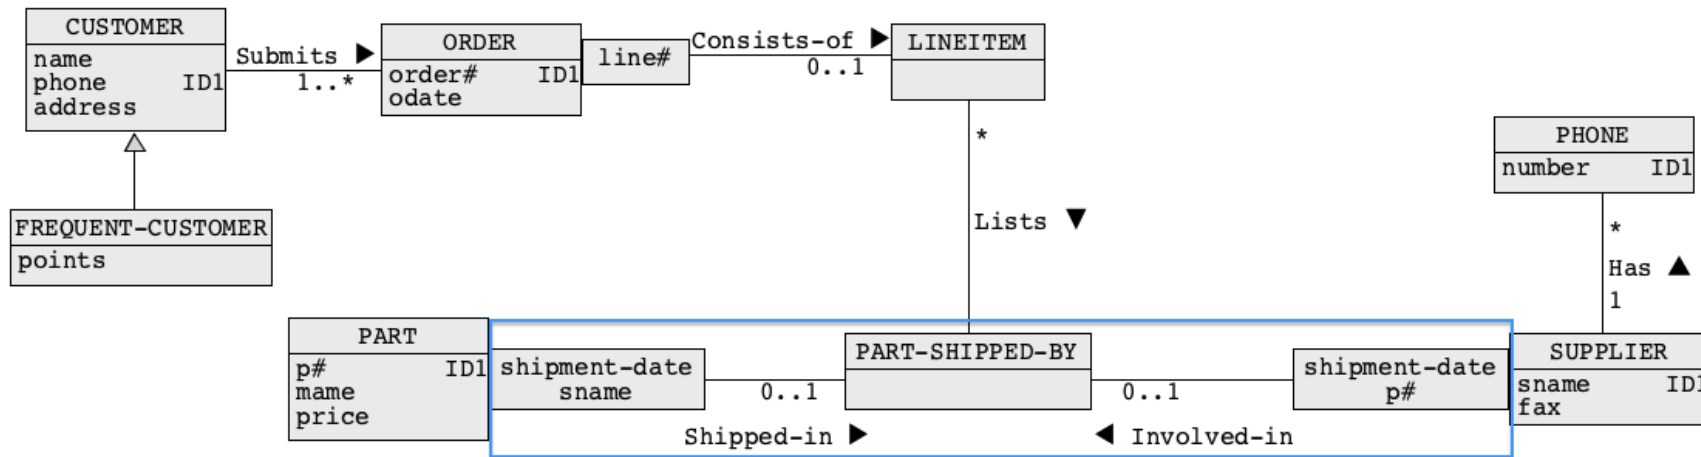 CUSTOMER
name
phone ID1
address
Submits ▶
1..*
ORDER
order# ID1
odate
line#
Consists-of ▶
0..1
LINEITEM
*
Lists ▼
PHONE
number ID1
*
Has ▲
1
FREQUENT-CUSTOMER
points
PART
p# ID1
mame
price
shipment-date
sname
0..1
Shipped-in ▶
PART-SHIPPED-BY
0..1
◀ Involved-in
shipment-date
p#
SUPPLIER
sname ID1
fax